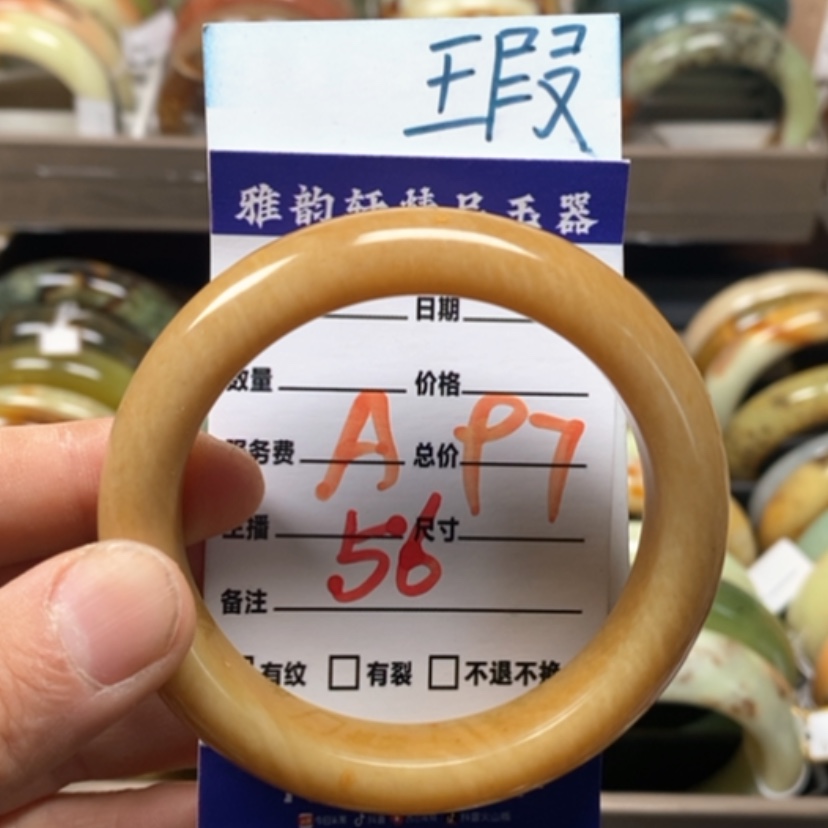 瑕
雅韵轩精品玉器
日期
数量 价格
服务费 A 总价 P7
主播 56 尺寸
备注
有纹 有裂 不退不换